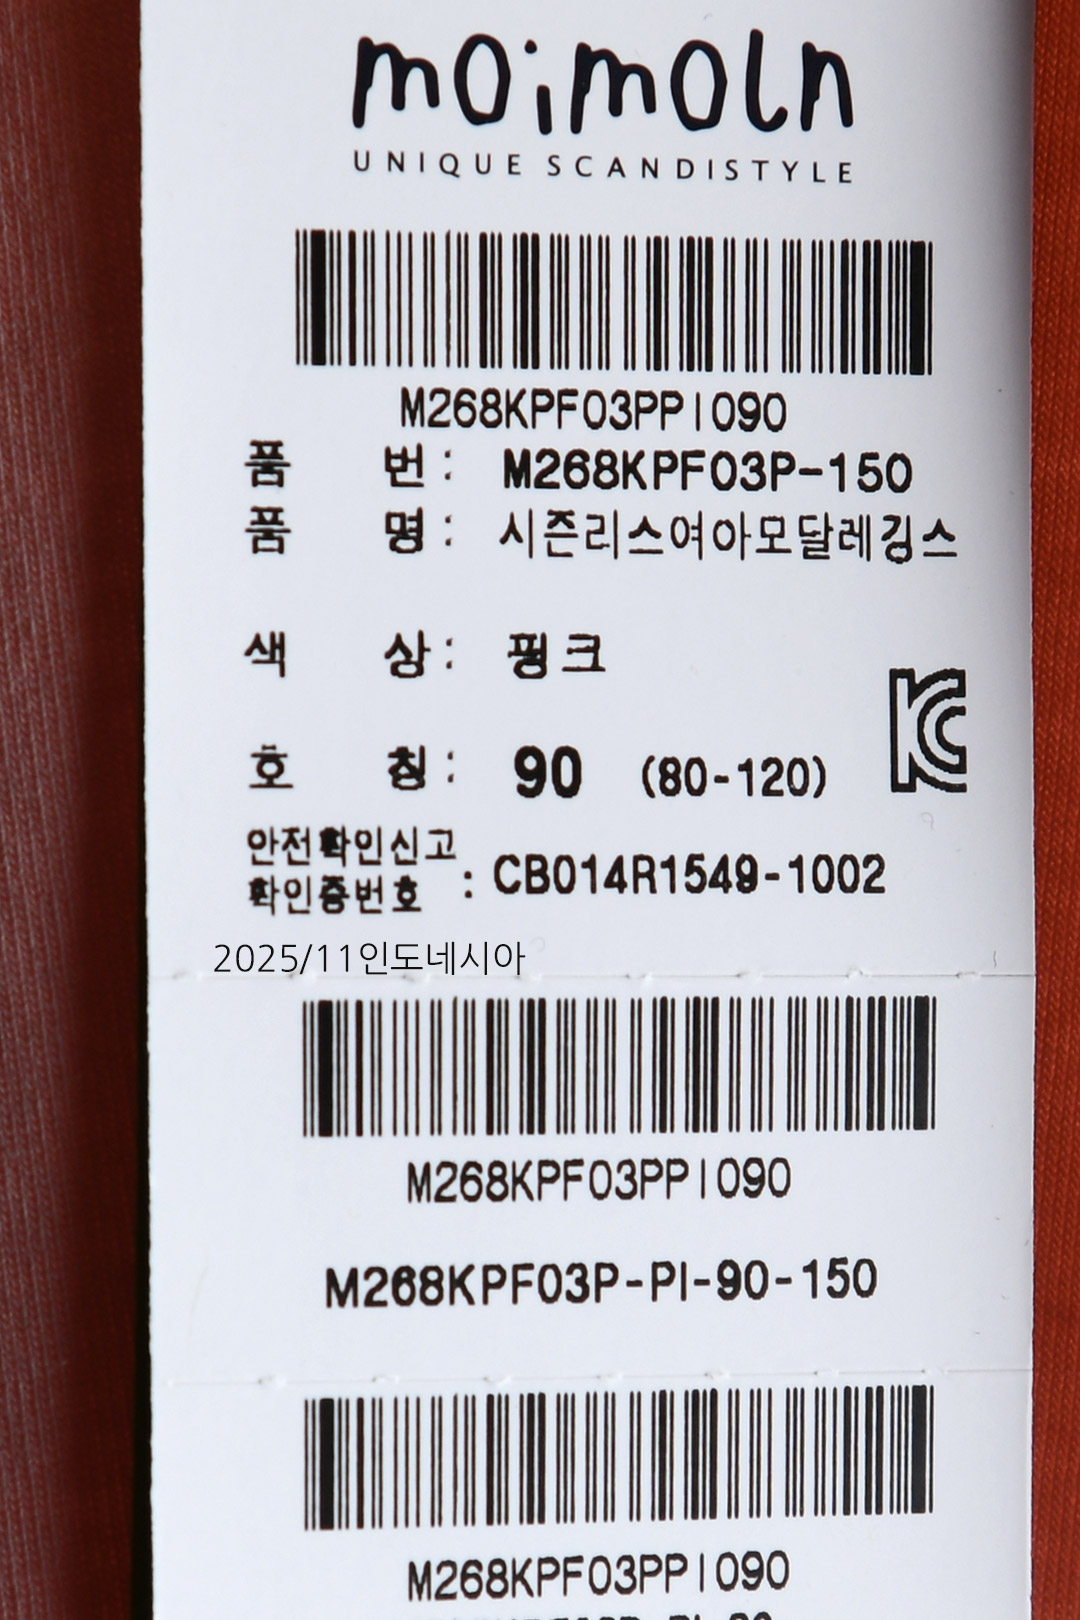 moimoln
UNIQUE SCANDISTYLE
M268KPF03PPI090
품 번 : M268KPF03P-150
품 명 : 시즌리스여아모달레깅스
색 상 : 핑크
호 칭 : 90 (80-120)
안전확인신고
확인증번호 : CB014R1549-1002
2025/11인도네시아
M268KPF03PPI090
M268KPF03P-PI-90-150
M268KPF03PPI090